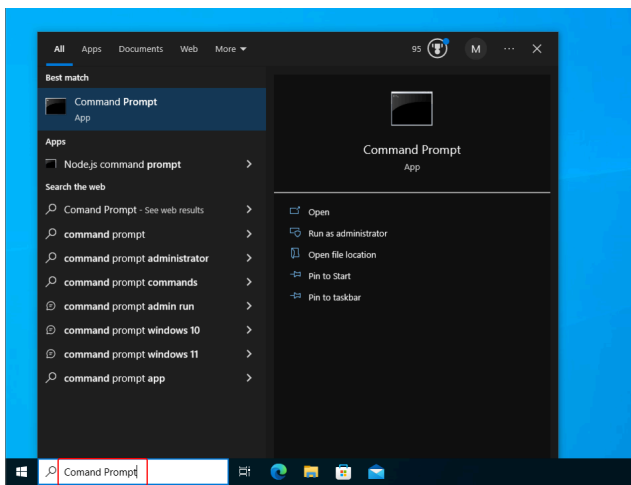 All Apps Documents Web More 95 M ...
Best match
Command Prompt
App
Apps
Node.js command prompt
Search the web
Comand Prompt - See web results
command prompt
command prompt administrator
command prompt commands
command prompt admin run
command prompt windows 10
command prompt windows 11
command prompt app
Command Prompt
App
Open
Run as administrator
Open file location
Pin to Start
Pin to taskbar
Comand Prompt